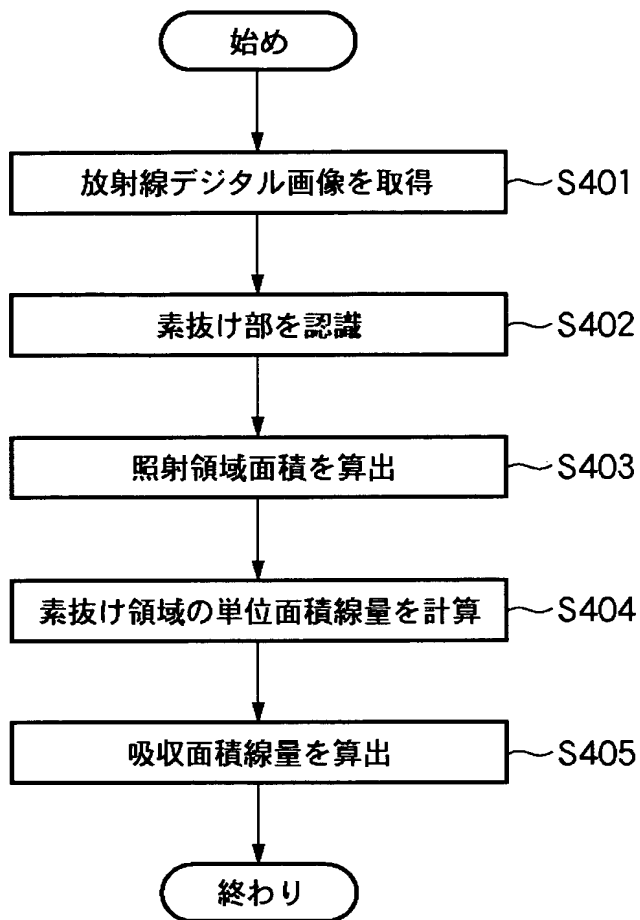 始め
放射線デジタル画像を取得 S401
素抜け部を認識 S402
照射領域面積を算出 S403
素抜け領域の単位面積線量を計算 S404
吸収面積線量を算出 S405
終わり